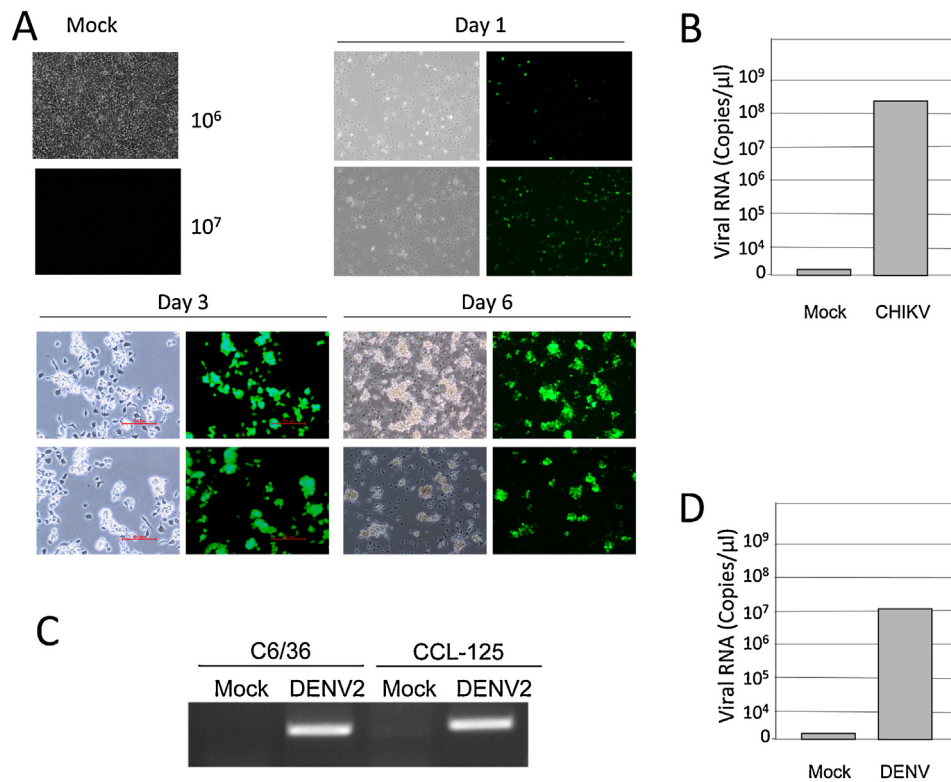 A
Mock
10⁶
10⁷
Day 1
Day 3
Day 6
B
Viral RNA (Copies/µl)
10⁹
10⁸
10⁷
10⁶
10⁵
10⁴
0
Mock CHIKV
C
C6/36 CCL-125
Mock DENV2 Mock DENV2
D
Viral RNA (Copies/µl)
10⁹
10⁸
10⁷
10⁶
10⁵
10⁴
0
Mock DENV